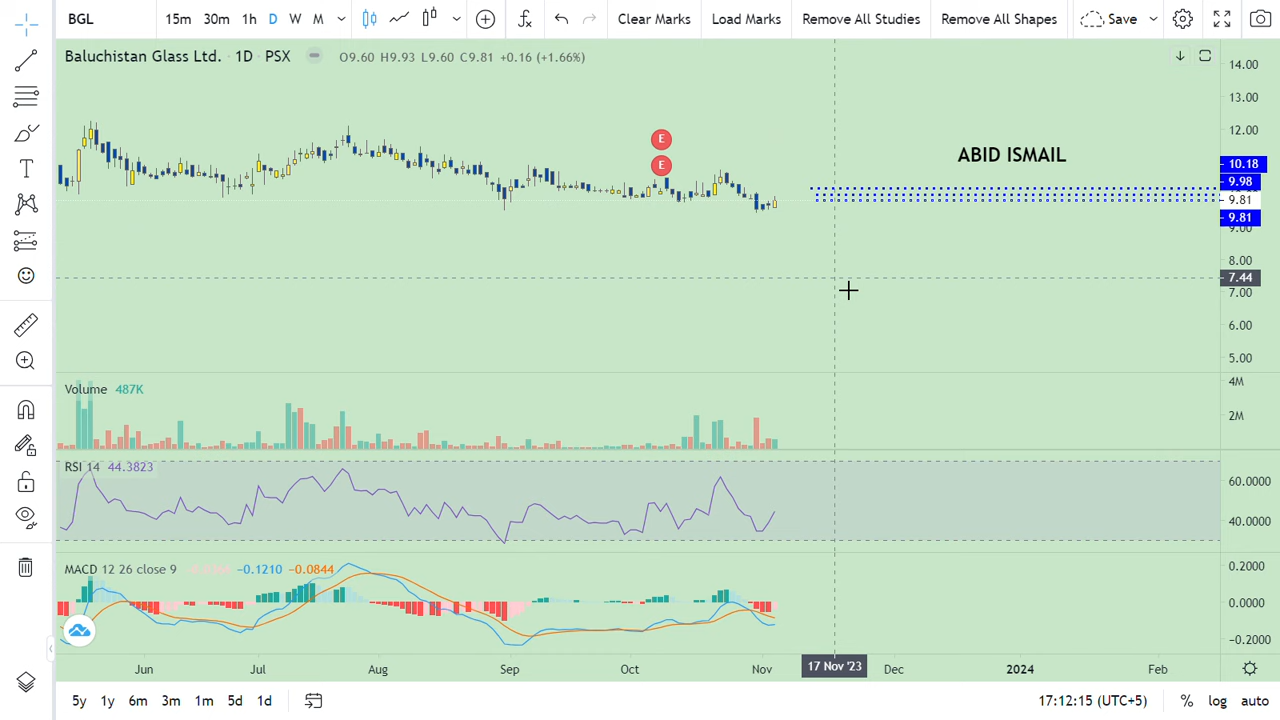 BGL 15m 30m 1h D W M Clear Marks Load Marks Remove All Studies Remove All Shapes Save
Baluchistan Glass Ltd. · 1D · PSX O9.60 H9.93 L9.60 C9.81 +0.16 (+1.66%)
14.00
13.00
12.00
E
E
ABID ISMAIL
10.18
9.98
9.81
9.81
9.00
8.00
7.44
7.00
6.00
5.00
Volume 487K
4M
2M
RSI 14 44.3823
60.0000
40.0000
MACD 12 26 close 9 −0.1210 −0.0844
0.2000
0.0000
−0.2000
Jun Jul Aug Sep Oct Nov 17 Nov '23 Dec 2024 Feb
5y 1y 6m 3m 1m 5d 1d 17:12:15 (UTC+5) % log auto